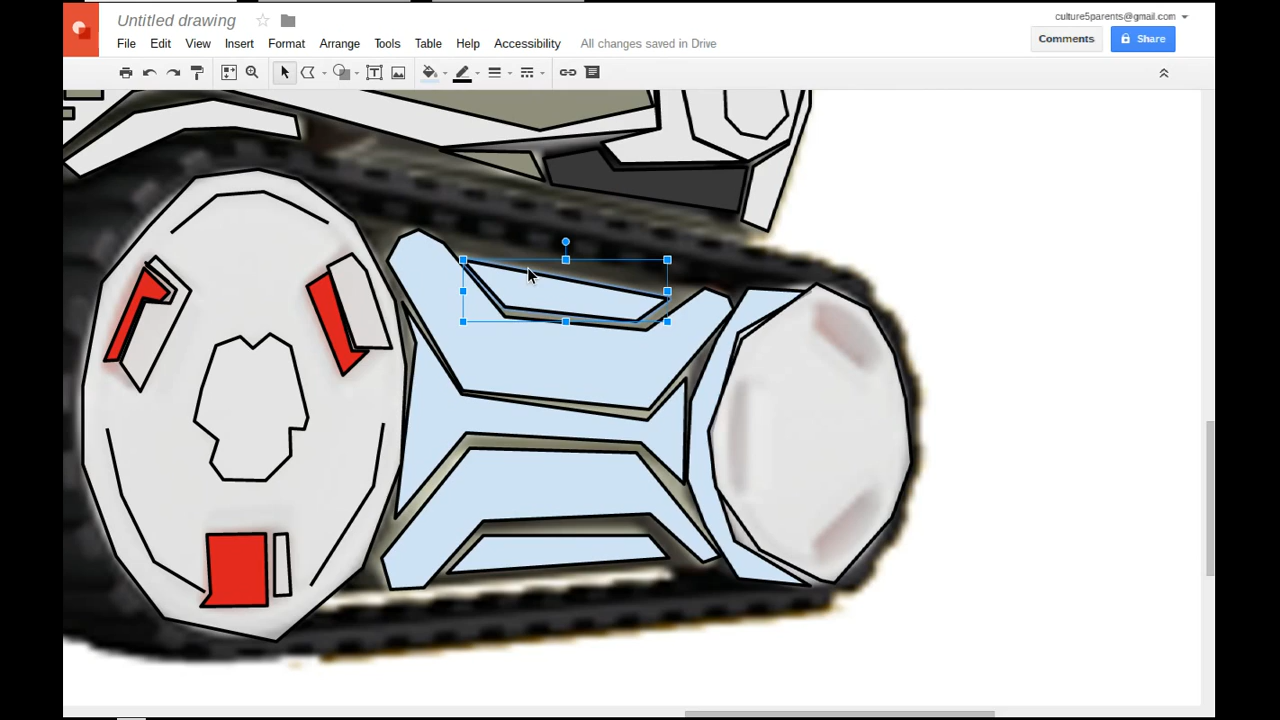 Untitled drawing
culture5parents@gmail.com
File Edit View Insert Format Arrange Tools Table Help Accessibility All changes saved in Drive
Comments Share